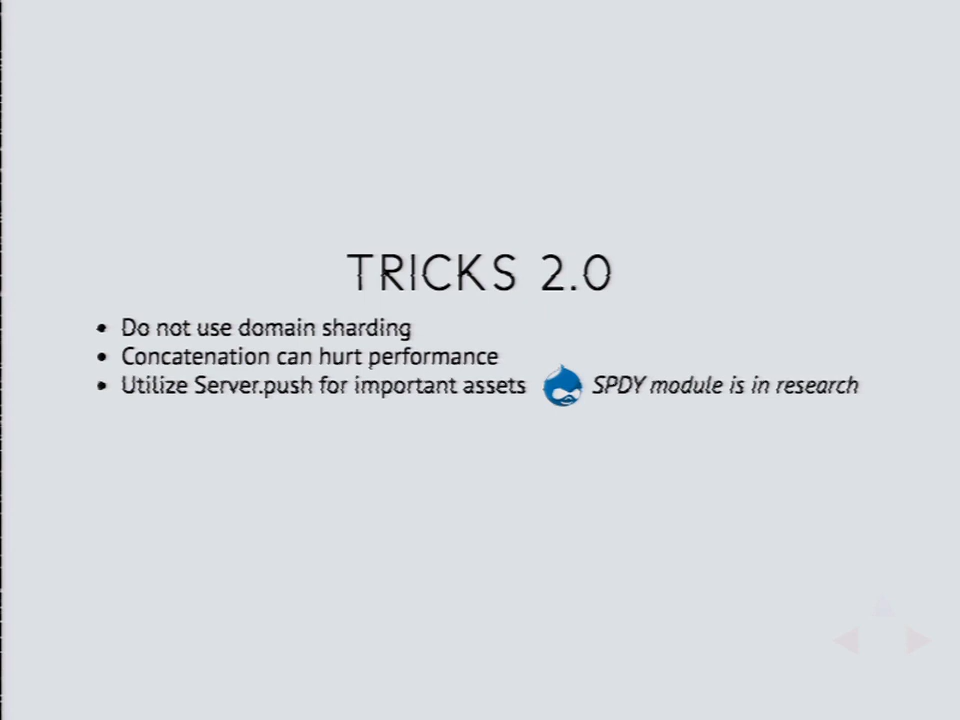 TRICKS 2.0
Do not use domain sharding
Concatenation can hurt performance
Utilize Server.push for important assets SPDY module is in research